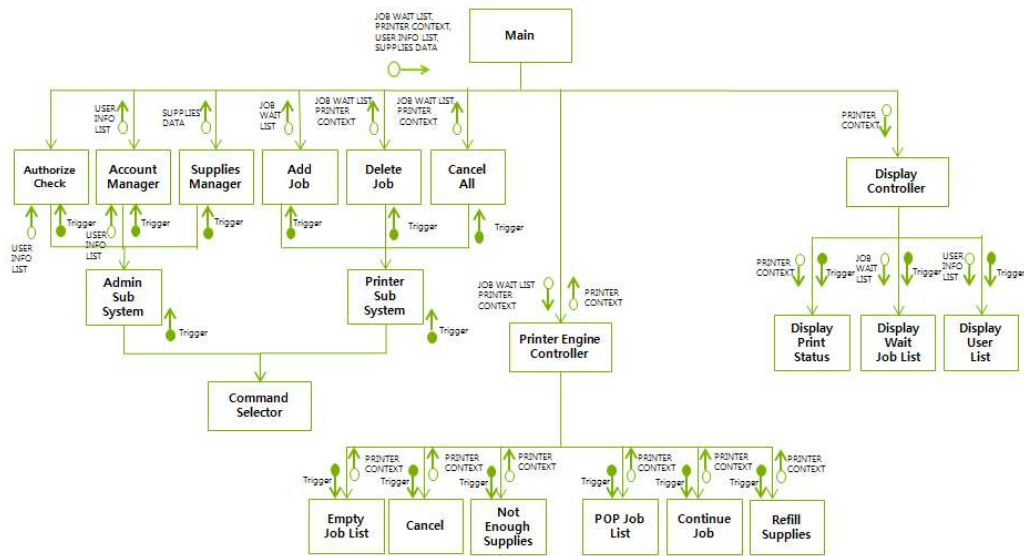 JOB WAIT LIST,
PRINTER CONTEXT,
USER INFO LIST,
SUPPLIES DATA
Main
USER
INFO
LIST
SUPPLIES
DATA
JOB
WAIT
LIST
JOB WAIT LIST,
PRINTER
CONTEXT
JOB WAIT LIST,
PRINTER
CONTEXT
PRINTER
CONTEXT
Authorize
Check
Account
Manager
Supplies
Manager
Add
Job
Delete
Job
Cancel
All
Display
Controller
USER
INFO
LIST
Trigger
USER
INFO
LIST
Trigger
Trigger
Trigger
Trigger
Trigger
Admin
Sub
System
Trigger
Printer
Sub
System
Trigger
JOB WAIT LIST
PRINTER
CONTEXT
PRINTER
CONTEXT
PRINTER
CONTEXT
Trigger
JOB
WAIT
LIST
Trigger
USER
INFO
LIST
Trigger
Printer Engine
Controller
Display
Print
Status
Display
Wait
Job List
Display
User
List
Command
Selector
Trigger
PRINTER
CONTEXT
Trigger
PRINTER
CONTEXT
Trigger
PRINTER
CONTEXT
Trigger
PRINTER
CONTEXT
Trigger
PRINTER
CONTEXT
Trigger
PRINTER
CONTEXT
Empty
Job List
Cancel
Not
Enough
Supplies
POP Job
List
Continue
Job
Refill
Supplies